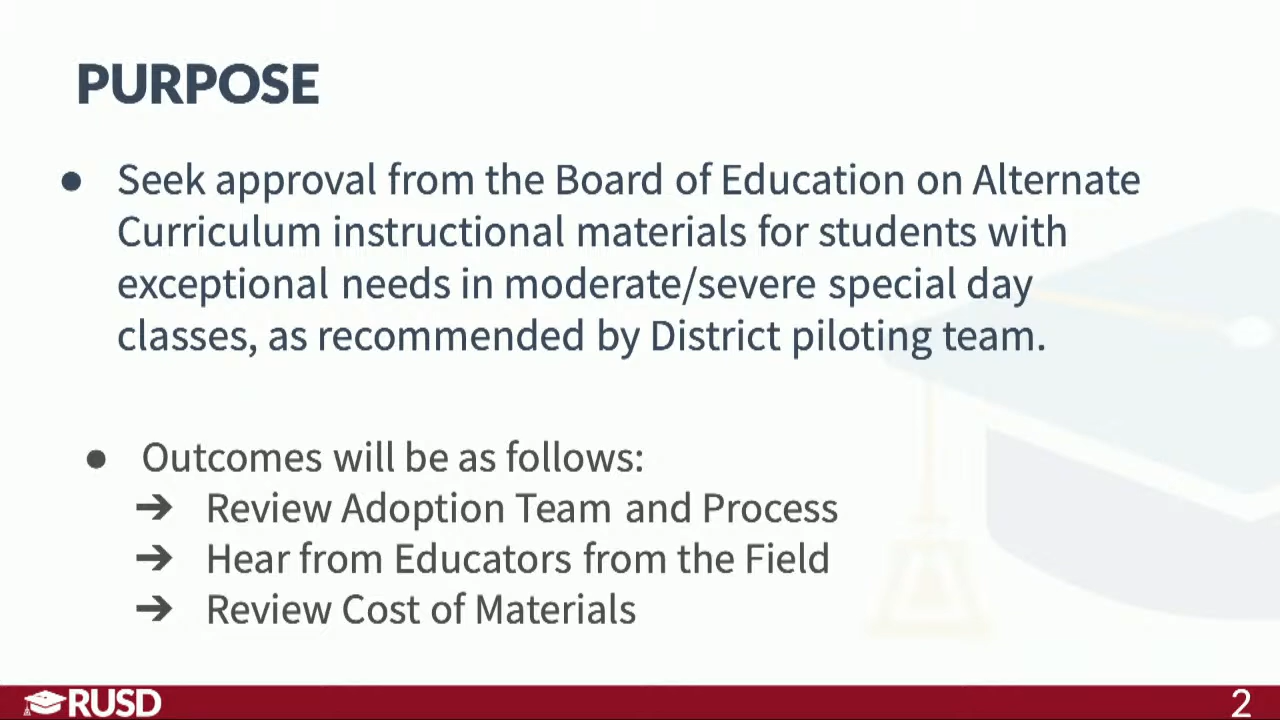 PURPOSE
● Seek approval from the Board of Education on Alternate
Curriculum instructional materials for students with
exceptional needs in moderate/severe special day
classes, as recommended by District piloting team.
● Outcomes will be as follows:
➔ Review Adoption Team and Process
➔ Hear from Educators from the Field
➔ Review Cost of Materials
RUSD
2